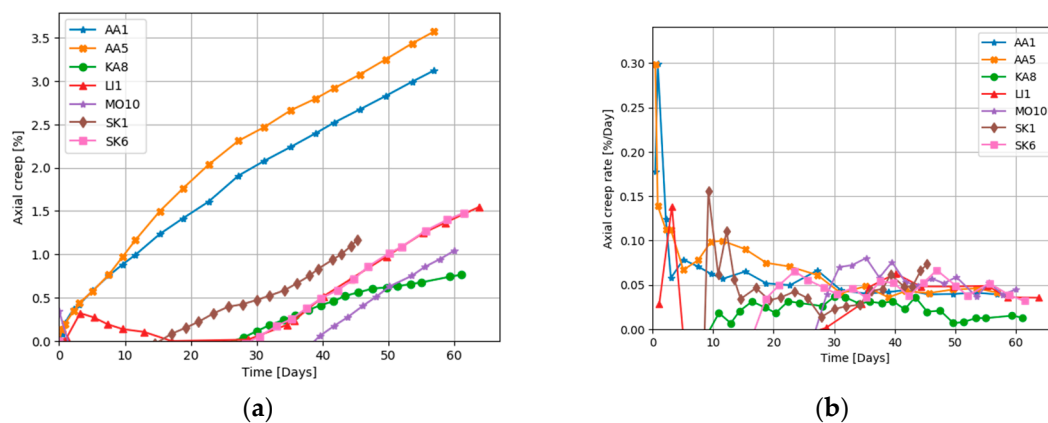 AA1
AA5
KA8
LI1
MO10
SK1
SK6
Axial creep [%]
3.5
3.0
2.5
2.0
1.5
1.0
0.5
0.0
0 10 20 30 40 50 60
Time [Days]
(a)
AA1
AA5
KA8
LI1
MO10
SK1
SK6
Axial creep rate [%/Day]
0.30
0.25
0.20
0.15
0.10
0.05
0.00
0 10 20 30 40 50 60
Time [Days]
(b)